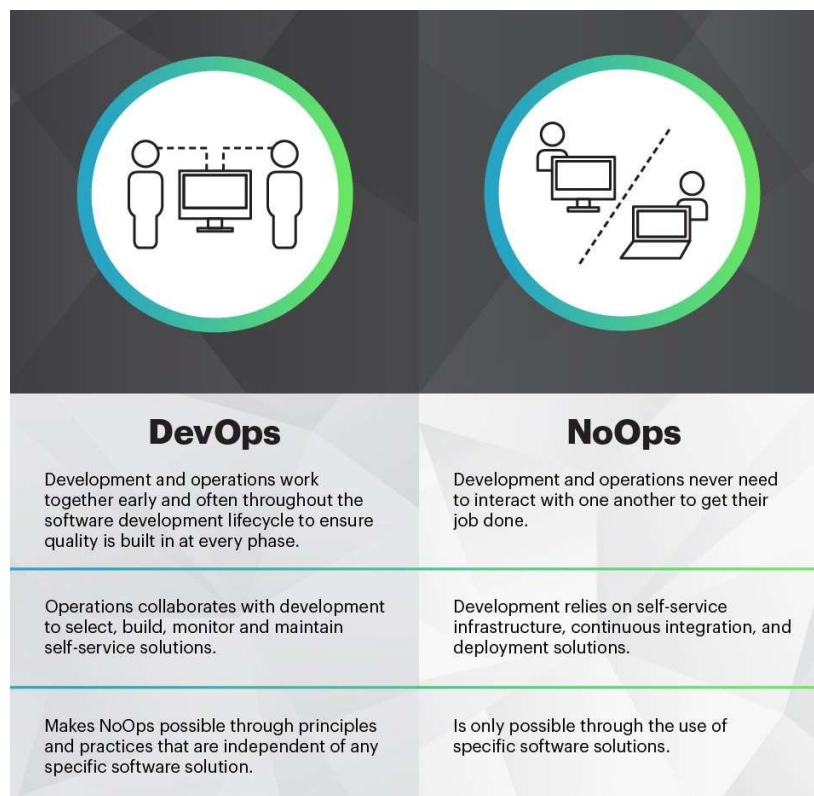 DevOps
Development and operations work
together early and often throughout the
software development lifecycle to ensure
quality is built in at every phase.
Operations collaborates with development
to select, build, monitor and maintain
self-service solutions.
Makes NoOps possible through principles
and practices that are independent of any
specific software solution.
NoOps
Development and operations never need
to interact with one another to get their
job done.
Development relies on self-service
infrastructure, continuous integration, and
deployment solutions.
Is only possible through the use of
specific software solutions.